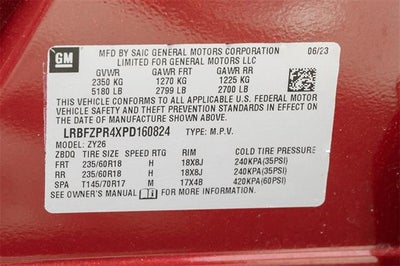 GM
MFD BY SAIC GENERAL MOTORS CORPORATION 06/23
LIMITED FOR GENERAL MOTORS LLC
GVWR GAWR FRT GAWR RR
2350 KG 1270 KG 1225 KG
5180 LB 2799 LB 2700 LB
THIS VEHICLE CONFORMS TO ALL APPLICABLE U.S.
FEDERAL MOTOR VEHICLE SAFETY AND THEFT
PREVENTION STANDARDS IN EFFECT ON THE DATE
OF MANUFACTURE SHOWN ABOVE.
LRBFZPR4XPD160824 TYPE: M.P.V.
MODEL: ZY26
ZBDQ TIRE SIZE SPEED RTG RIM COLD TIRE PRESSURE
FRT 235/60R18 H 18X8J 240KPA(35PSI)
RR 235/60R18 H 18X8J 240KPA(35PSI)
SPA T145/70R17 M 17X4B 420KPA(60PSI)
SEE OWNER'S MANUAL FOR MORE INFORMATION